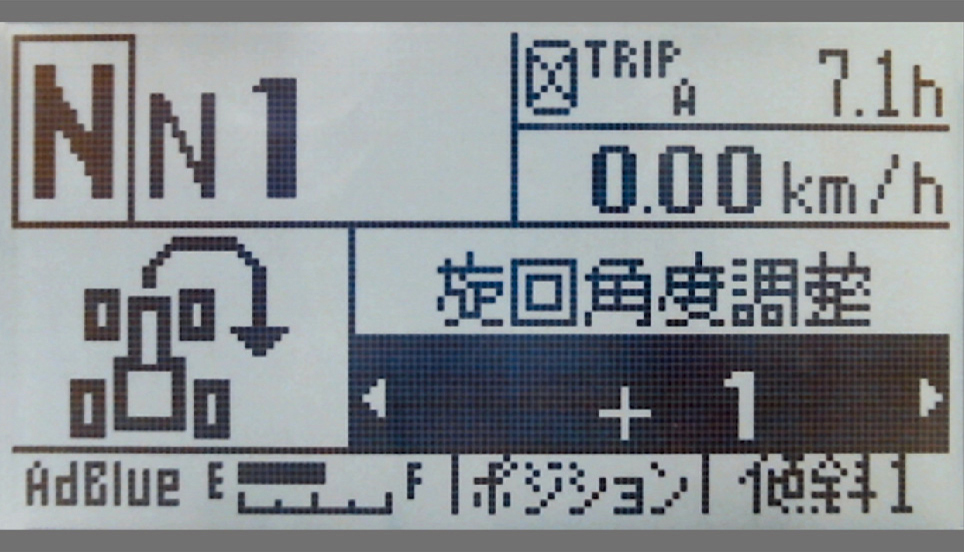 N N 1
TRIP A 7.1h
0.00 km/h
旋回角度調整
+ 1
AdBlue E F ポジション 傾斜1